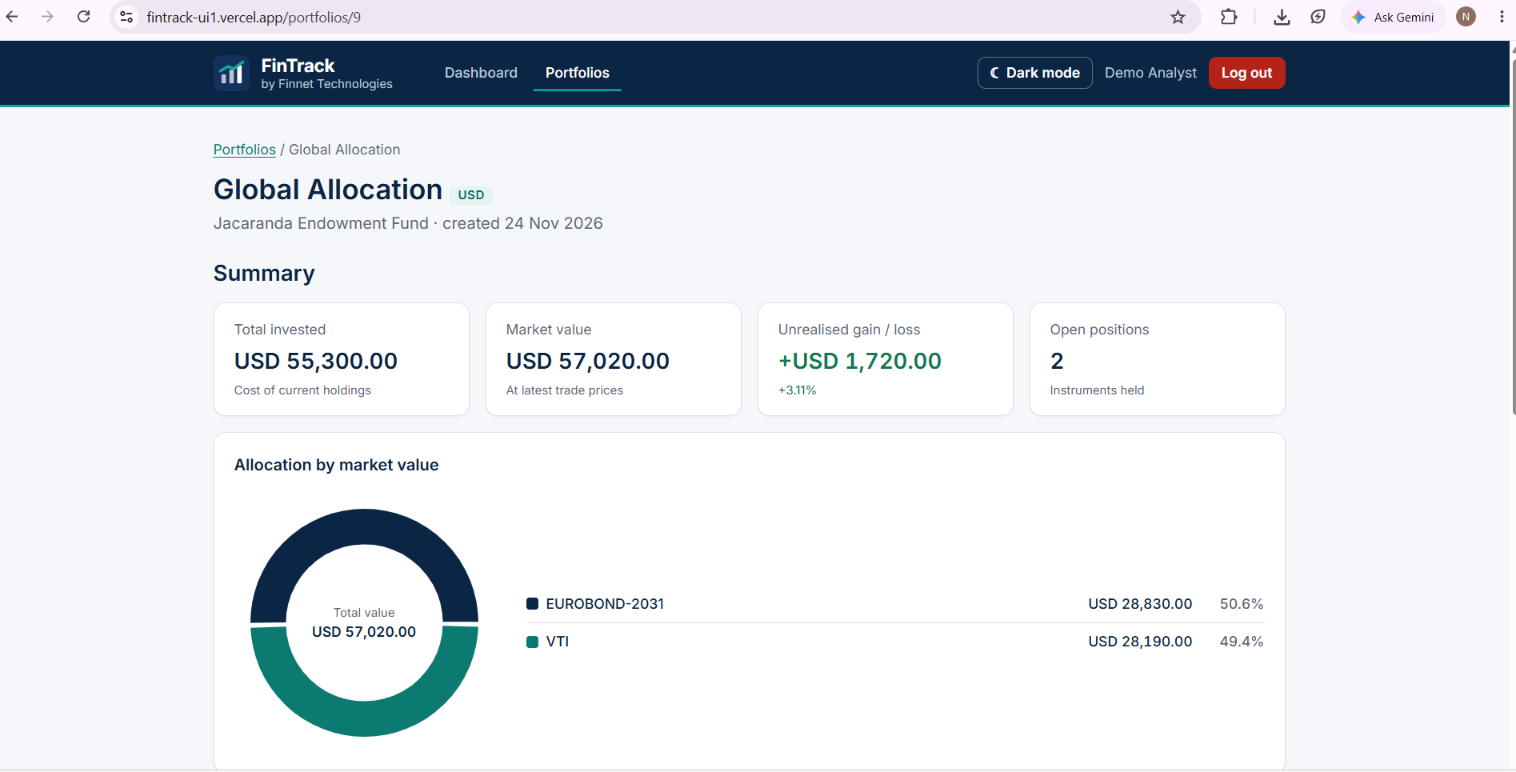 fintrack-ui1.vercel.app/portfolios/9
Ask Gemini
N
FinTrack
by Finnet Technologies
Dashboard
Portfolios
Dark mode
Demo Analyst
Log out
Portfolios / Global Allocation
Global Allocation USD
Jacaranda Endowment Fund · created 24 Nov 2026
Summary
Total invested
USD 55,300.00
Cost of current holdings
Market value
USD 57,020.00
At latest trade prices
Unrealised gain / loss
+USD 1,720.00
+3.11%
Open positions
2
Instruments held
Allocation by market value
Total value
USD 57,020.00
EUROBOND-2031 USD 28,830.00 50.6%
VTI USD 28,190.00 49.4%